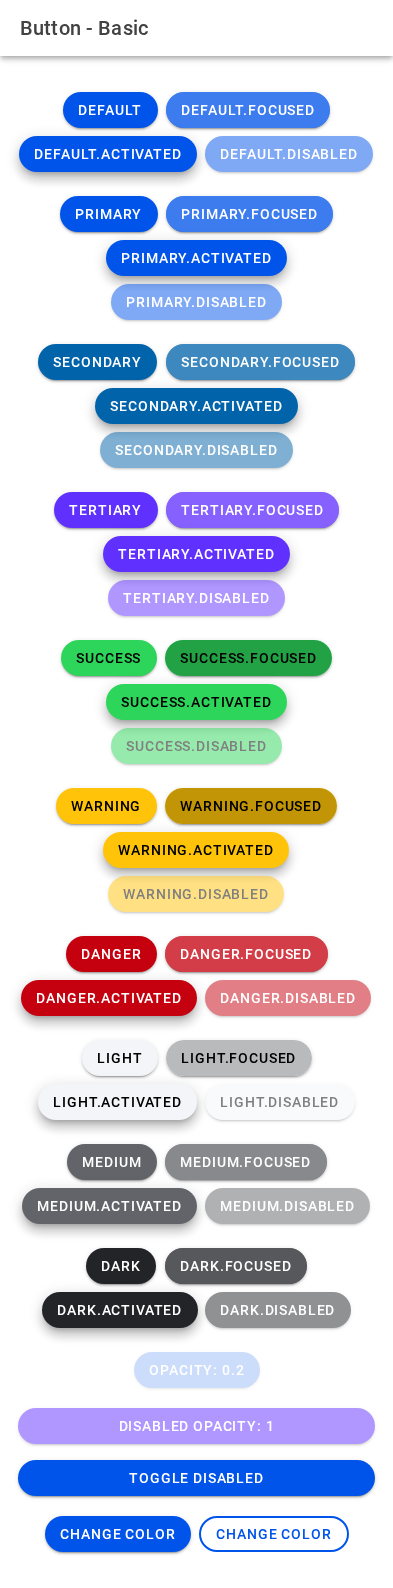 Button - Basic
DEFAULT DEFAULT.FOCUSED
DEFAULT.ACTIVATED DEFAULT.DISABLED
PRIMARY PRIMARY.FOCUSED
PRIMARY.ACTIVATED
PRIMARY.DISABLED
SECONDARY SECONDARY.FOCUSED
SECONDARY.ACTIVATED
SECONDARY.DISABLED
TERTIARY TERTIARY.FOCUSED
TERTIARY.ACTIVATED
TERTIARY.DISABLED
SUCCESS SUCCESS.FOCUSED
SUCCESS.ACTIVATED
SUCCESS.DISABLED
WARNING WARNING.FOCUSED
WARNING.ACTIVATED
WARNING.DISABLED
DANGER DANGER.FOCUSED
DANGER.ACTIVATED DANGER.DISABLED
LIGHT LIGHT.FOCUSED
LIGHT.ACTIVATED LIGHT.DISABLED
MEDIUM MEDIUM.FOCUSED
MEDIUM.ACTIVATED MEDIUM.DISABLED
DARK DARK.FOCUSED
DARK.ACTIVATED DARK.DISABLED
OPACITY: 0.2
DISABLED OPACITY: 1
TOGGLE DISABLED
CHANGE COLOR CHANGE COLOR